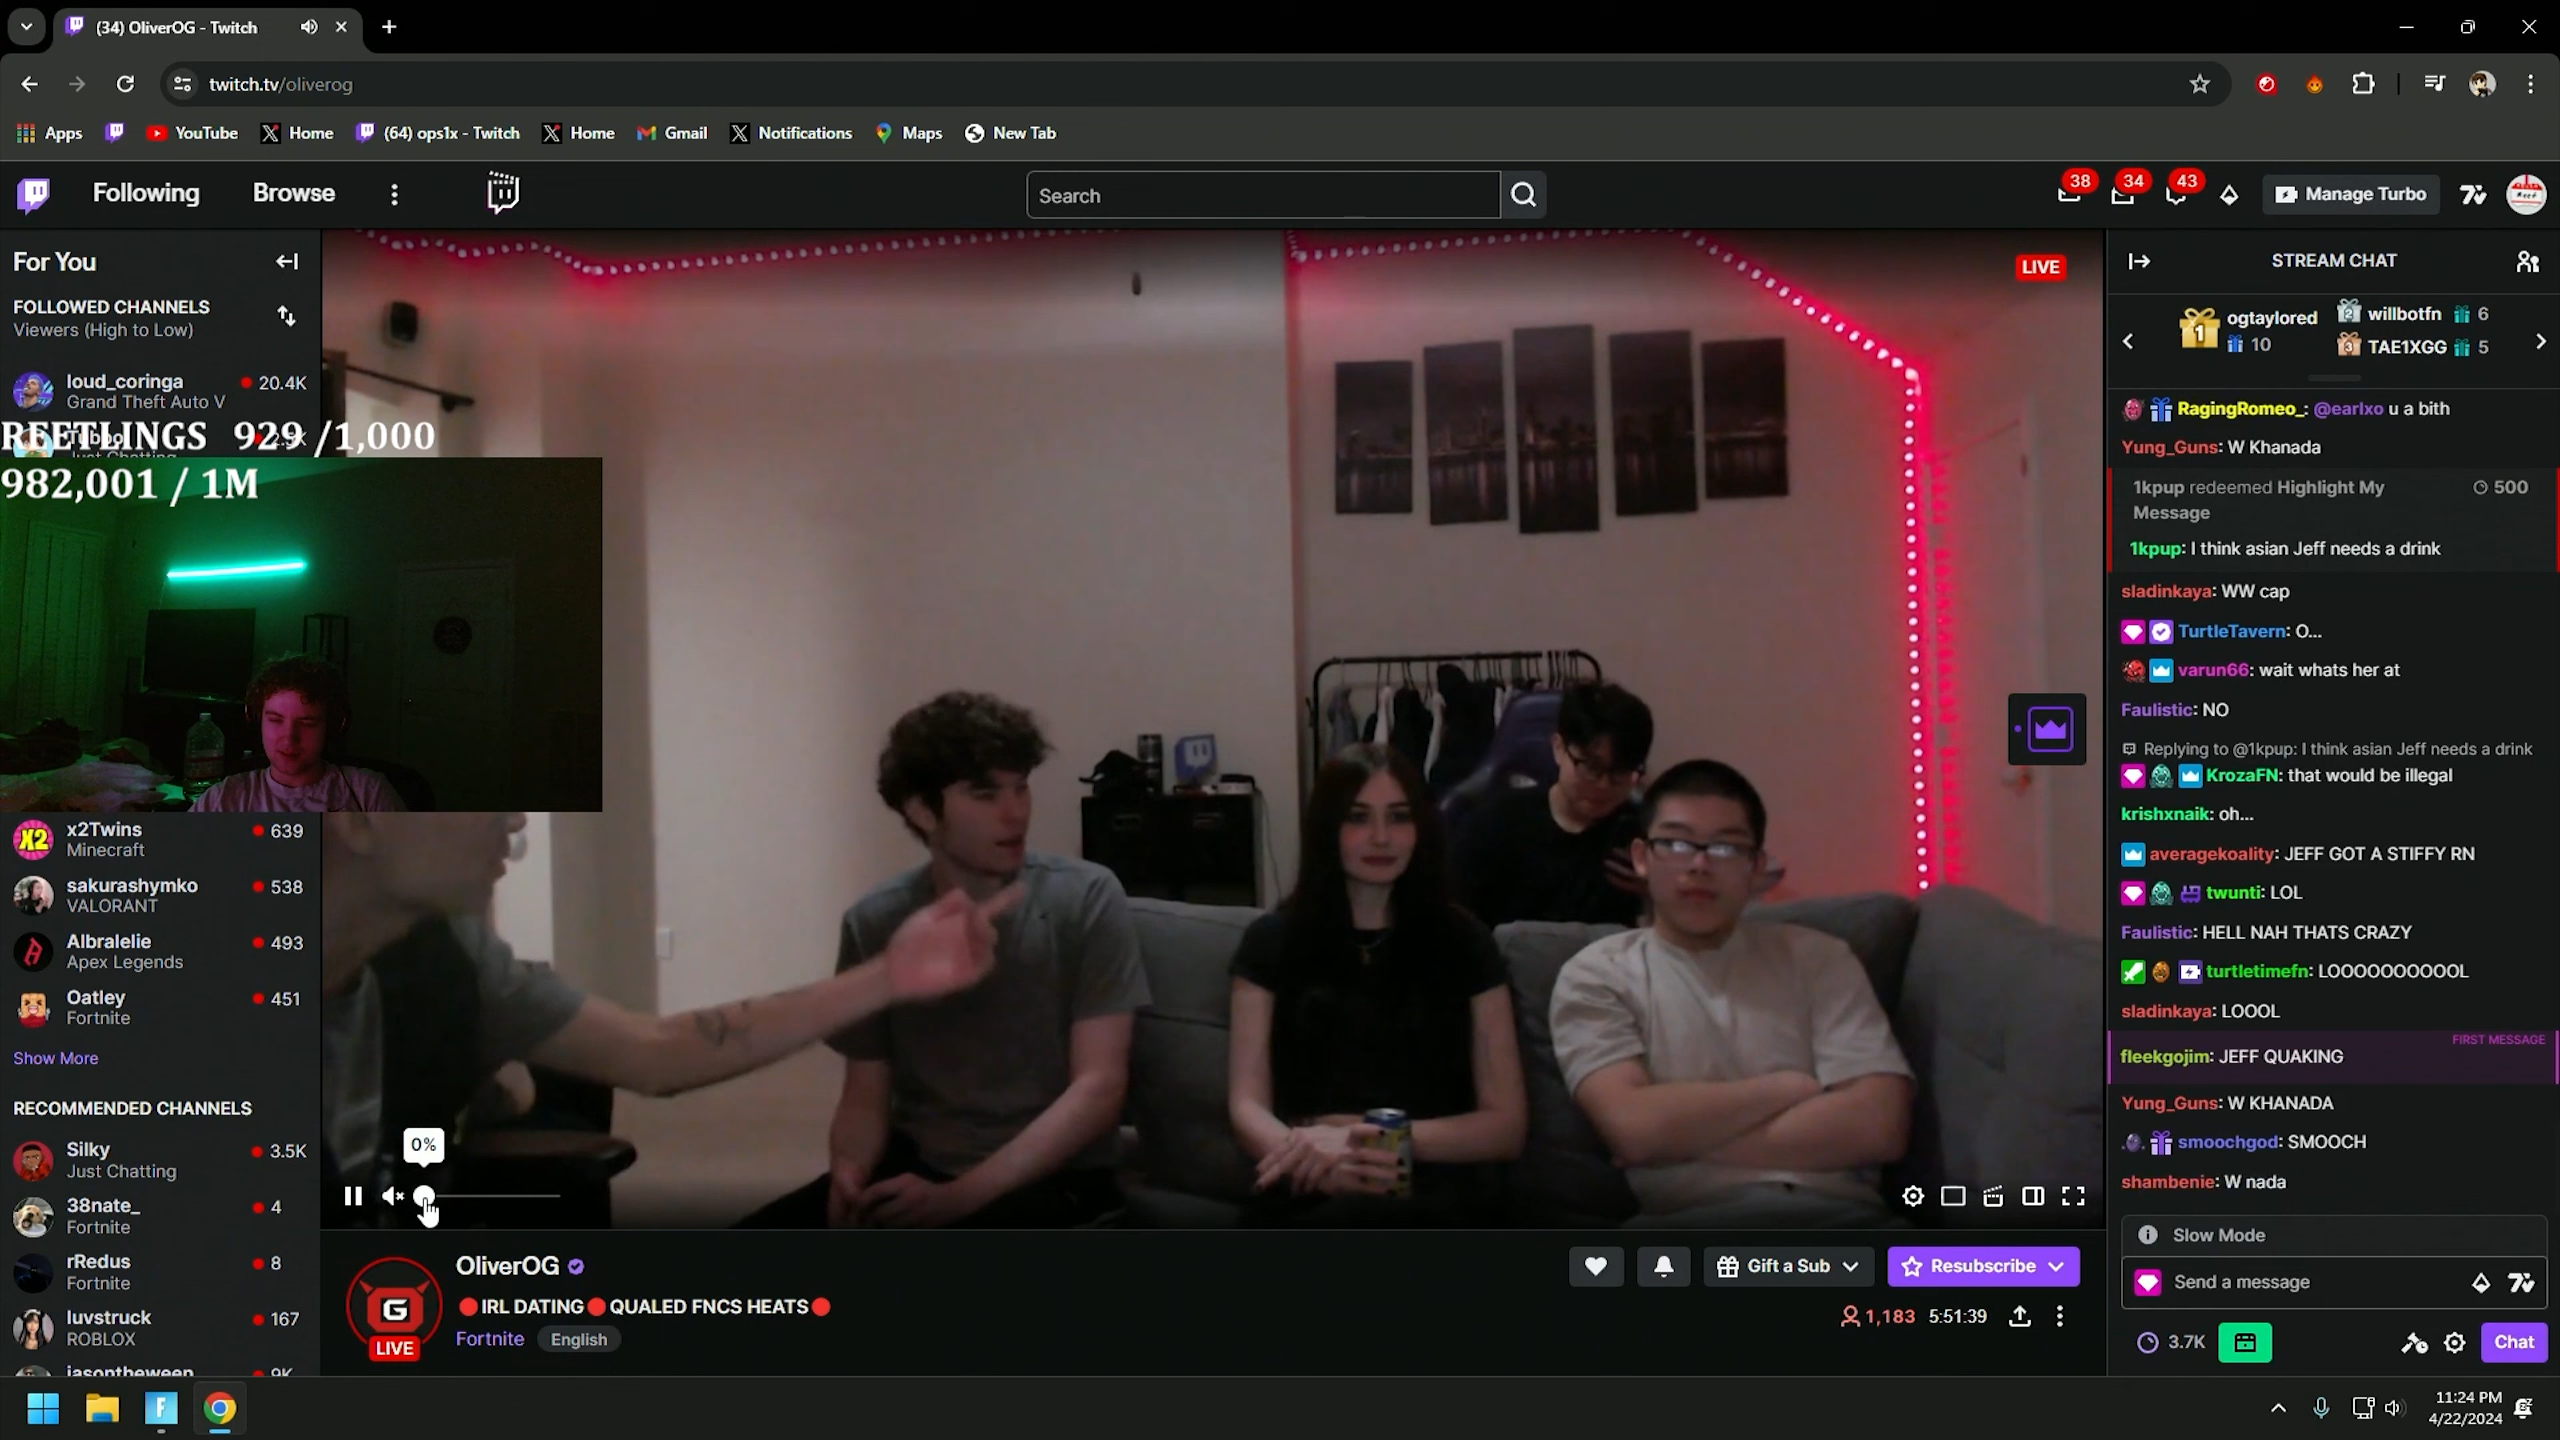 (34) OliverOG - Twitch
twitch.tv/oliverog
Apps
YouTube
Home
(64) ops1x - Twitch
Home
Gmail
Notifications
Maps
New Tab
Following
Browse
Search
38
34
43
Manage Turbo
For You
FOLLOWED CHANNELS
Viewers (High to Low)
loud_coringa
20.4K
Grand Theft Auto V
REETLINGS 929 /1,000
982,001 / 1M
x2Twins
639
Minecraft
sakurashymko
538
VALORANT
Albralelie
493
Apex Legends
Oatley
451
Fortnite
Show More
RECOMMENDED CHANNELS
Silky
3.5K
Just Chatting
38nate_
4
Fortnite
rRedus
8
Fortnite
luvstruck
167
ROBLOX
jasontheween
9K
LIVE
0%
OliverOG
🔴IRL DATING🔴QUALED FNCS HEATS🔴
Fortnite English
LIVE
Gift a Sub
Resubscribe
1,183 5:51:39
STREAM CHAT
1
ogtaylored
10
2 willbotfn 6
3 TAE1XGG 5
RagingRomeo_: @earlxo u a bith
Yung_Guns: W Khanada
1kpup redeemed Highlight My
Message
500
1kpup: I think asian Jeff needs a drink
sladinkaya: WW cap
TurtleTavern: O...
varun66: wait whats her at
Faulistic: NO
Replying to @1kpup: I think asian Jeff needs a drink
KrozaFN: that would be illegal
krishxnaik: oh...
averagekoality: JEFF GOT A STIFFY RN
twunti: LOL
Faulistic: HELL NAH THATS CRAZY
turtletimefn: LOOOOOOOOOOL
sladinkaya: LOOOL
FIRST MESSAGE
fleekgojim: JEFF QUAKING
Yung_Guns: W KHANADA
smoochgod: SMOOCH
shambenie: W nada
Slow Mode
Send a message
3.7K
Chat
11:24 PM
4/22/2024